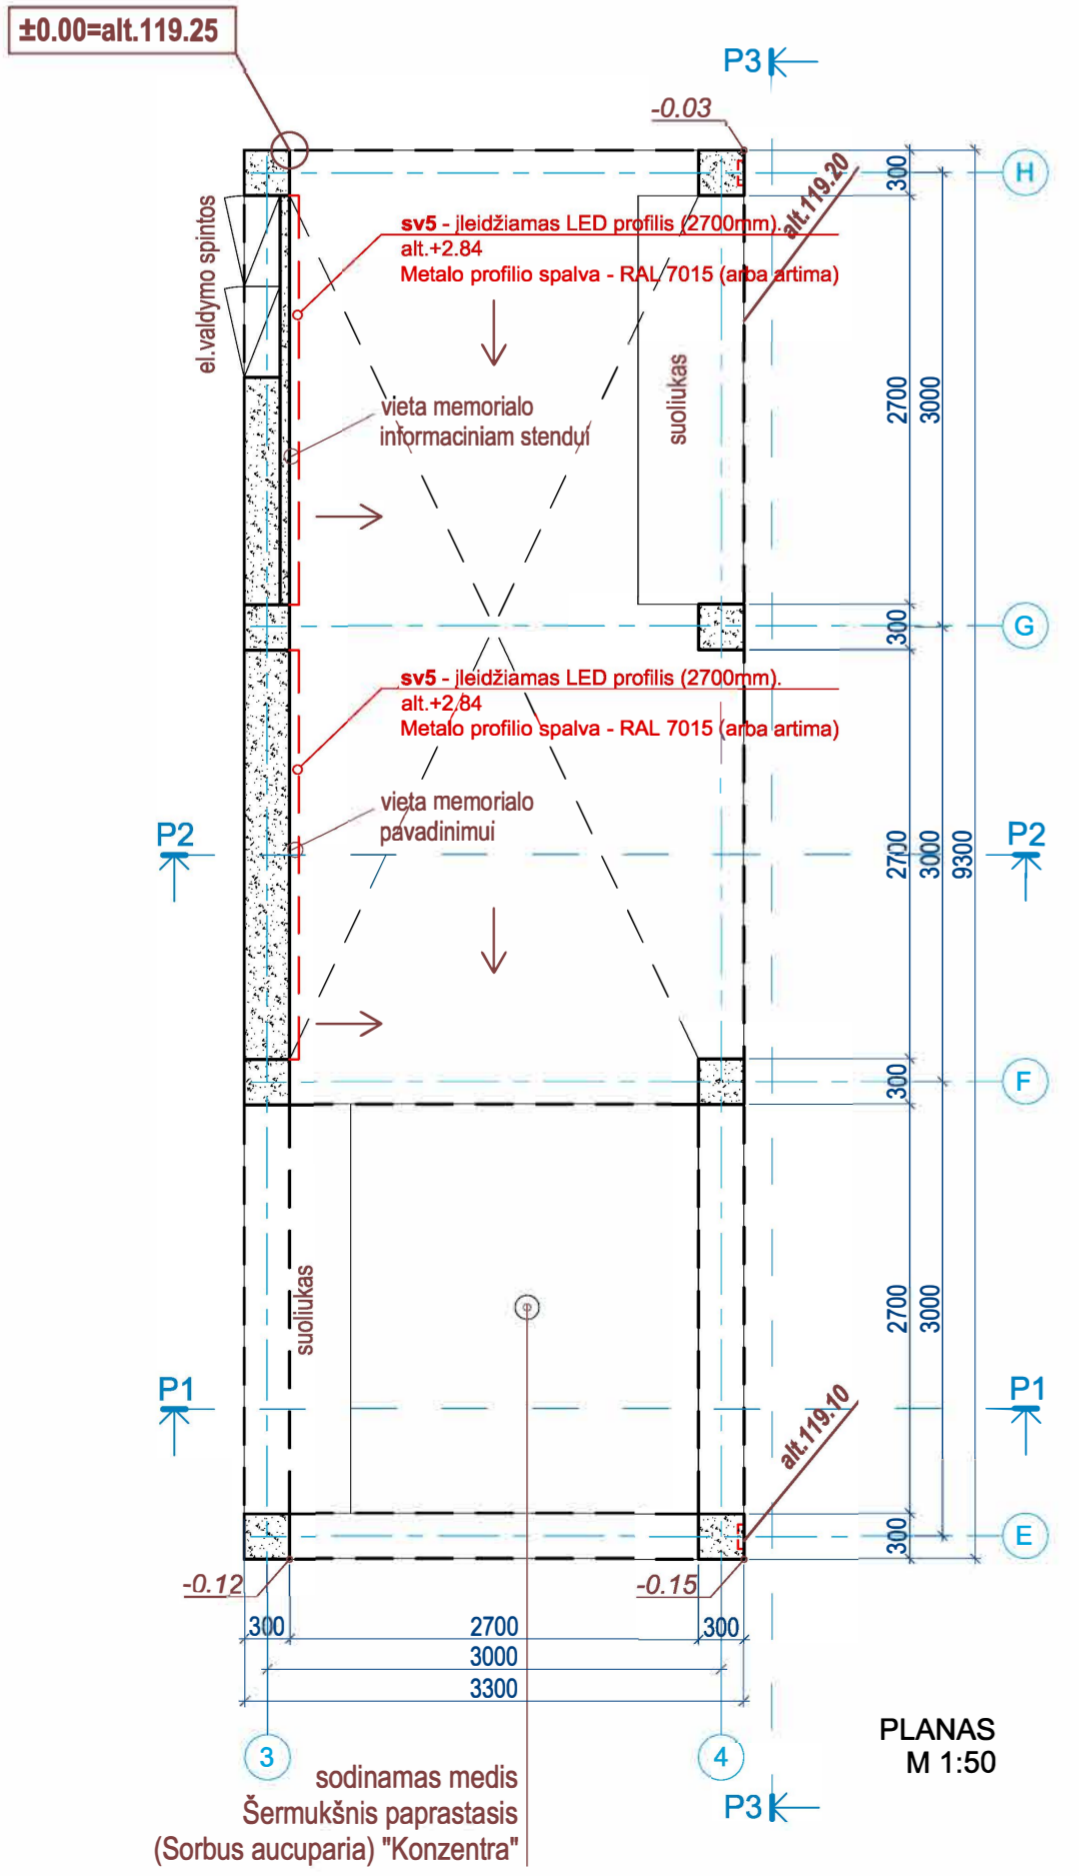 ±0.00=alt.119.25
P3
-0.03
300
H
alt.119.20
el.valdymo spintos
sv5 - įleidžiamas LED profilis (2700mm).
alt.+2.84
Metalo profilio spalva - RAL 7015 (arba artima)
suoliukas
vieta memorialo
informaciniam stendui
2700
3000
300
G
sv5 - įleidžiamas LED profilis (2700mm).
alt.+2.84
Metalo profilio spalva - RAL 7015 (arba artima)
vieta memorialo
pavadinimui
P2
2700
3000
9300
P2
300
F
suoliukas
2700
3000
P1
P1
alt.119.10
300
E
-0.12
-0.15
300
2700
300
3000
3300
3
4
PLANAS
M 1:50
sodinamas medis
Šermukšnis paprastasis
(Sorbus aucuparia) "Konzentra"
P3